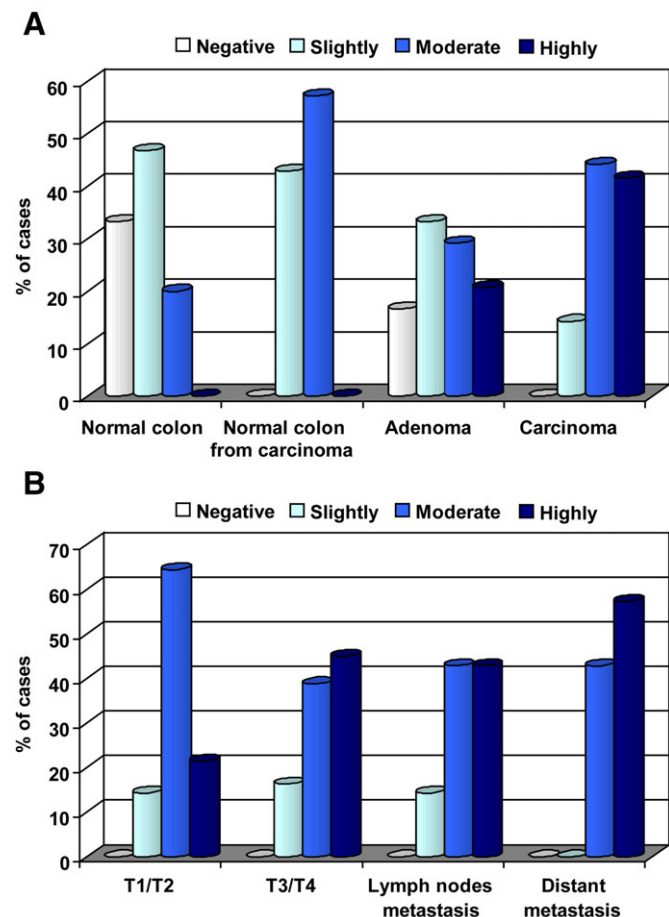 A
Negative Slightly Moderate Highly
60
50
40
30
20
10
0
% of cases
Normal colon Normal colon Adenoma Carcinoma
from carcinoma
B
Negative Slightly Moderate Highly
70
60
50
40
30
20
10
0
% of cases
T1/T2 T3/T4 Lymph nodes Distant
metastasis metastasis